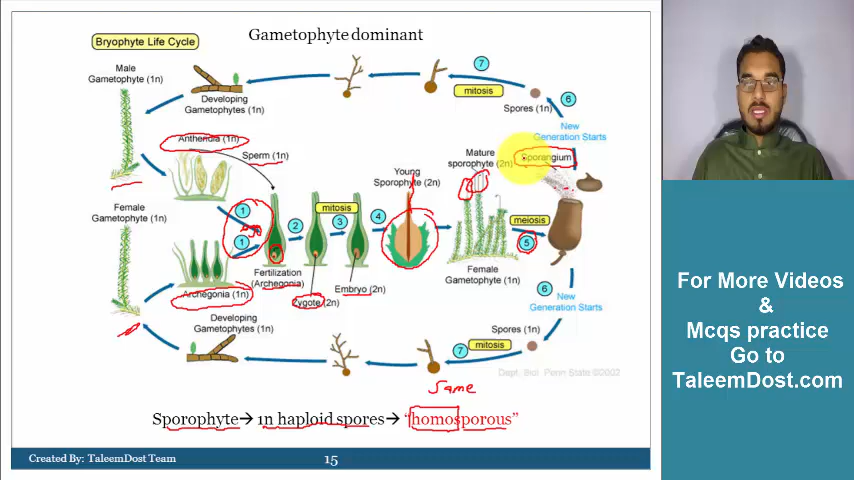 Gametophyte dominant
Bryophyte Life Cycle
Male
Gametophyte (1n)
Developing
Gametophytes (1n)
7
mitosis
Spores (1n)
6
New
Generation Starts
Antheridia (1n)
Sperm (1n)
Mature
sporophyte (2n)
Sporangium
Young
Sporophyte (2n)
Female
Gametophyte (1n)
1
1
2
mitosis
3
4
meiosis
5
Fertilization
(Archegonia)
Zygote (2n)
Embryo (2n)
Female
Gametophyte (1n)
Archegonia (1n)
6
New
Generation Starts
Developing
Gametophytes (1n)
Spores (1n)
7
mitosis
Dept. Biol. Penn State ©2002
Same
Sporophyte→ 1n haploid spores→ “homosporous”
Created By: TaleemDost Team
15
For More Videos
&
Mcqs practice
Go to
TaleemDost.com